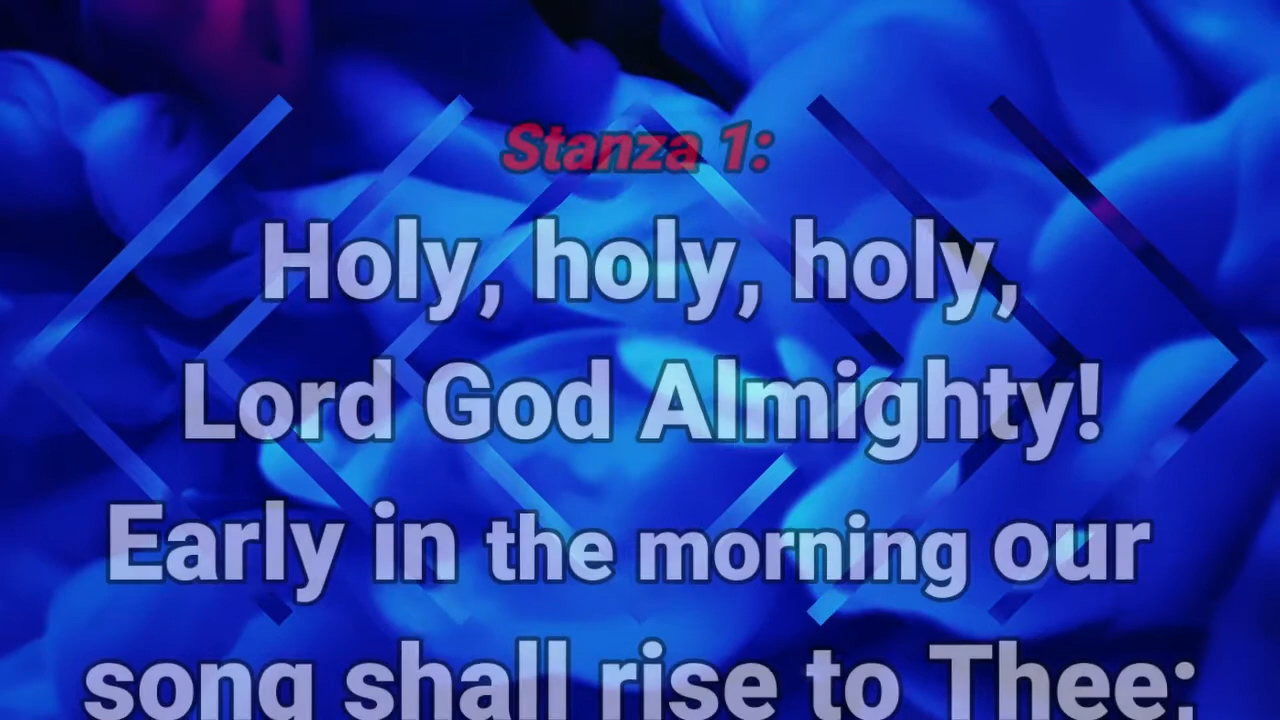 Stanza 1:
Holy, holy, holy,
Lord God Almighty!
Early in the morning our
song shall rise to Thee;